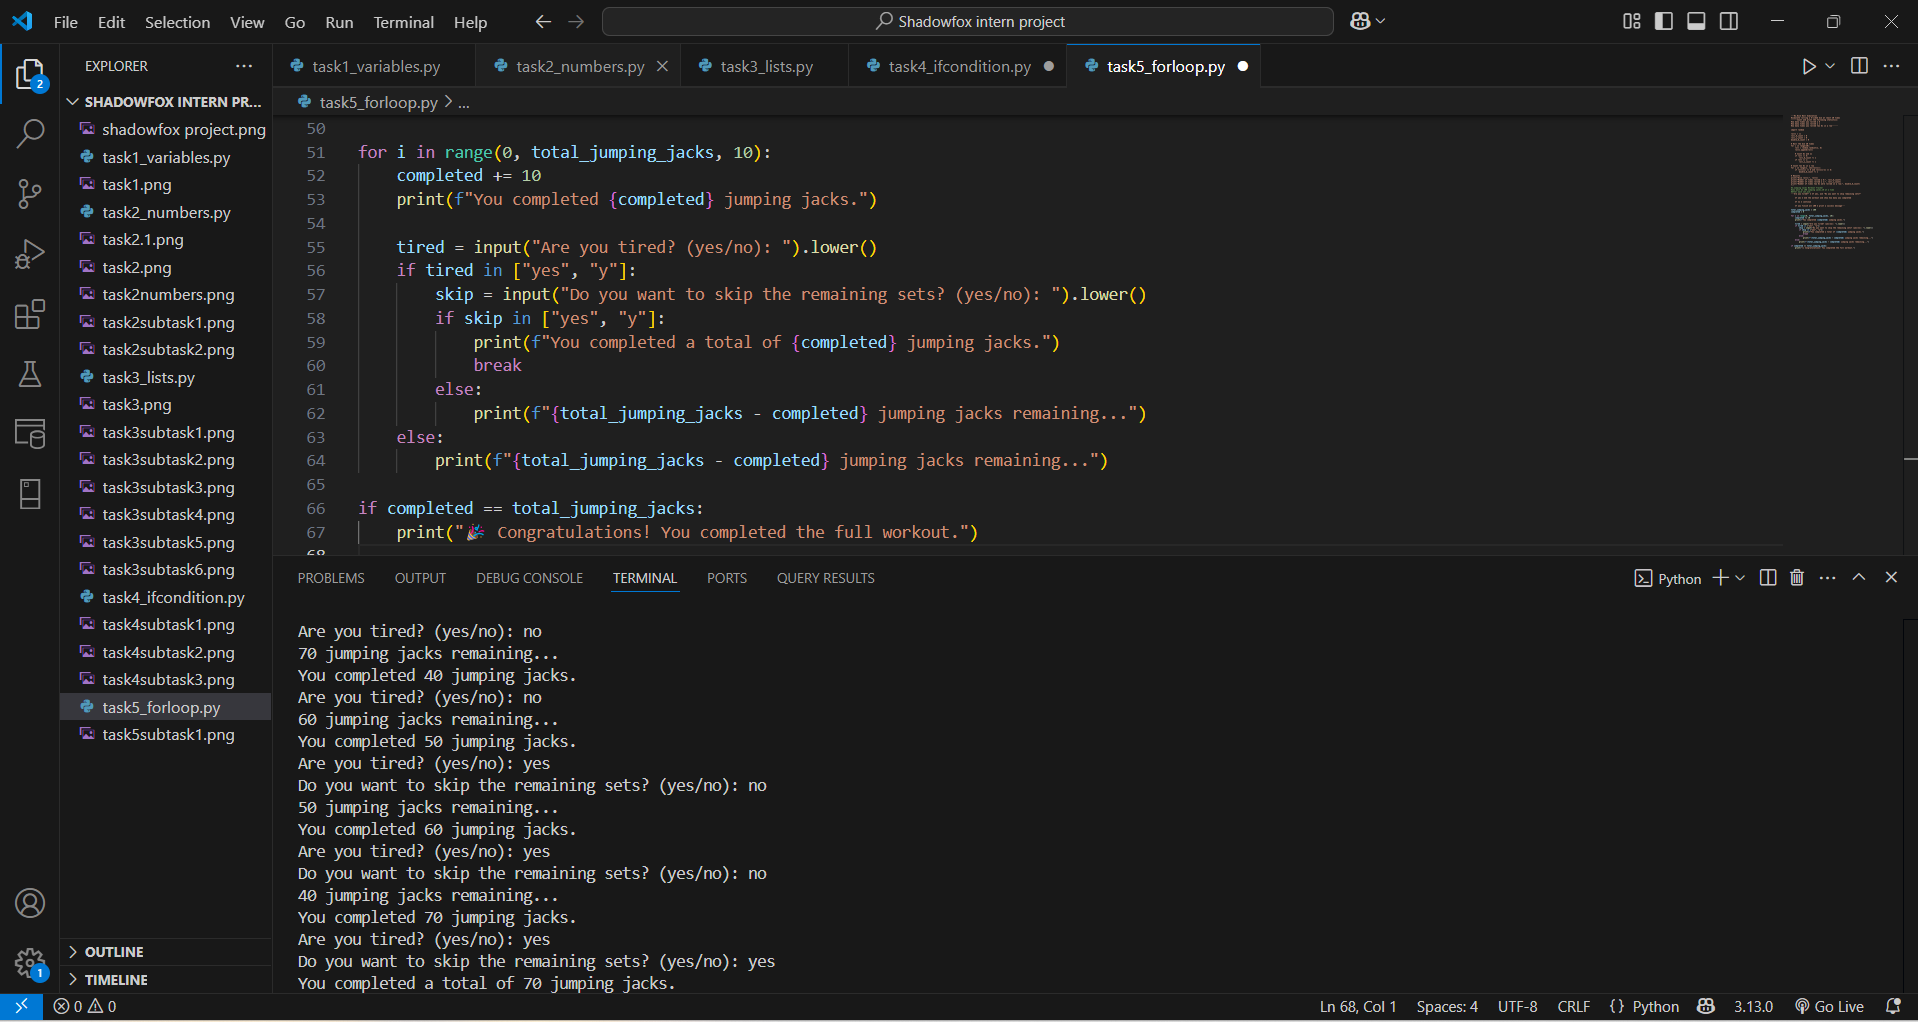 File Edit Selection View Go Run Terminal Help
Shadowfox intern project
EXPLORER
task1_variables.py
task2_numbers.py
task3_lists.py
task4_ifcondition.py
task5_forloop.py
2
SHADOWFOX INTERN PR...
shadowfox project.png
task1_variables.py
task1.png
task2_numbers.py
task2.1.png
task2.png
task2numbers.png
task2subtask1.png
task2subtask2.png
task3_lists.py
task3.png
task3subtask1.png
task3subtask2.png
task3subtask3.png
task3subtask4.png
task3subtask5.png
task3subtask6.png
task4_ifcondition.py
task4subtask1.png
task4subtask2.png
task4subtask3.png
task5_forloop.py
task5subtask1.png
OUTLINE
TIMELINE
1
task5_forloop.py > ...
50
51 for i in range(0, total_jumping_jacks, 10):
52     completed += 10
53     print(f"You completed {completed} jumping jacks.")
54
55     tired = input("Are you tired? (yes/no): ").lower()
56     if tired in ["yes", "y"]:
57         skip = input("Do you want to skip the remaining sets? (yes/no): ").lower()
58         if skip in ["yes", "y"]:
59             print(f"You completed a total of {completed} jumping jacks.")
60             break
61         else:
62             print(f"{total_jumping_jacks - completed} jumping jacks remaining...")
63     else:
64         print(f"{total_jumping_jacks - completed} jumping jacks remaining...")
65
66 if completed == total_jumping_jacks:
67     print("🎉 Congratulations! You completed the full workout.")
68
PROBLEMS OUTPUT DEBUG CONSOLE TERMINAL PORTS QUERY RESULTS
Python
Are you tired? (yes/no): no
70 jumping jacks remaining...
You completed 40 jumping jacks.
Are you tired? (yes/no): no
60 jumping jacks remaining...
You completed 50 jumping jacks.
Are you tired? (yes/no): yes
Do you want to skip the remaining sets? (yes/no): no
50 jumping jacks remaining...
You completed 60 jumping jacks.
Are you tired? (yes/no): yes
Do you want to skip the remaining sets? (yes/no): no
40 jumping jacks remaining...
You completed 70 jumping jacks.
Are you tired? (yes/no): yes
Do you want to skip the remaining sets? (yes/no): yes
You completed a total of 70 jumping jacks.
0 0
Ln 68, Col 1 Spaces: 4 UTF-8 CRLF {} Python 3.13.0 Go Live